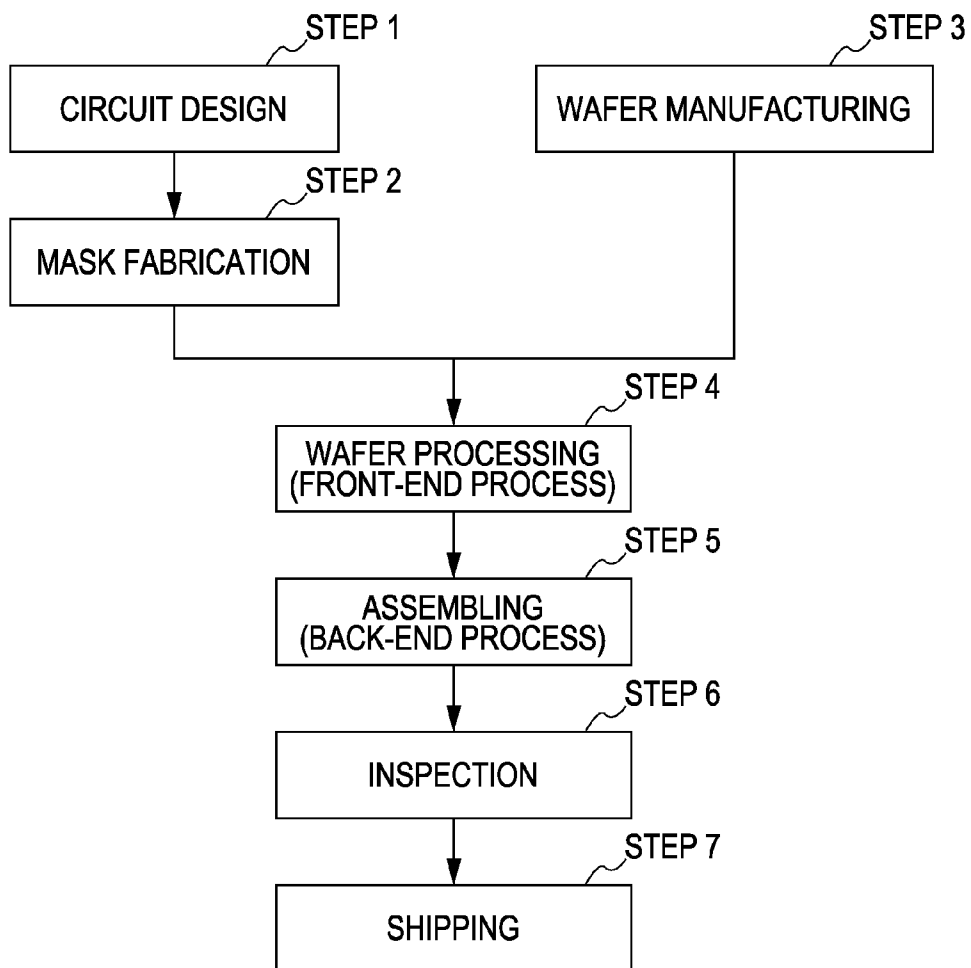 STEP 1
CIRCUIT DESIGN
STEP 2
MASK FABRICATION
STEP 3
WAFER MANUFACTURING
STEP 4
WAFER PROCESSING
(FRONT-END PROCESS)
STEP 5
ASSEMBLING
(BACK-END PROCESS)
STEP 6
INSPECTION
STEP 7
SHIPPING